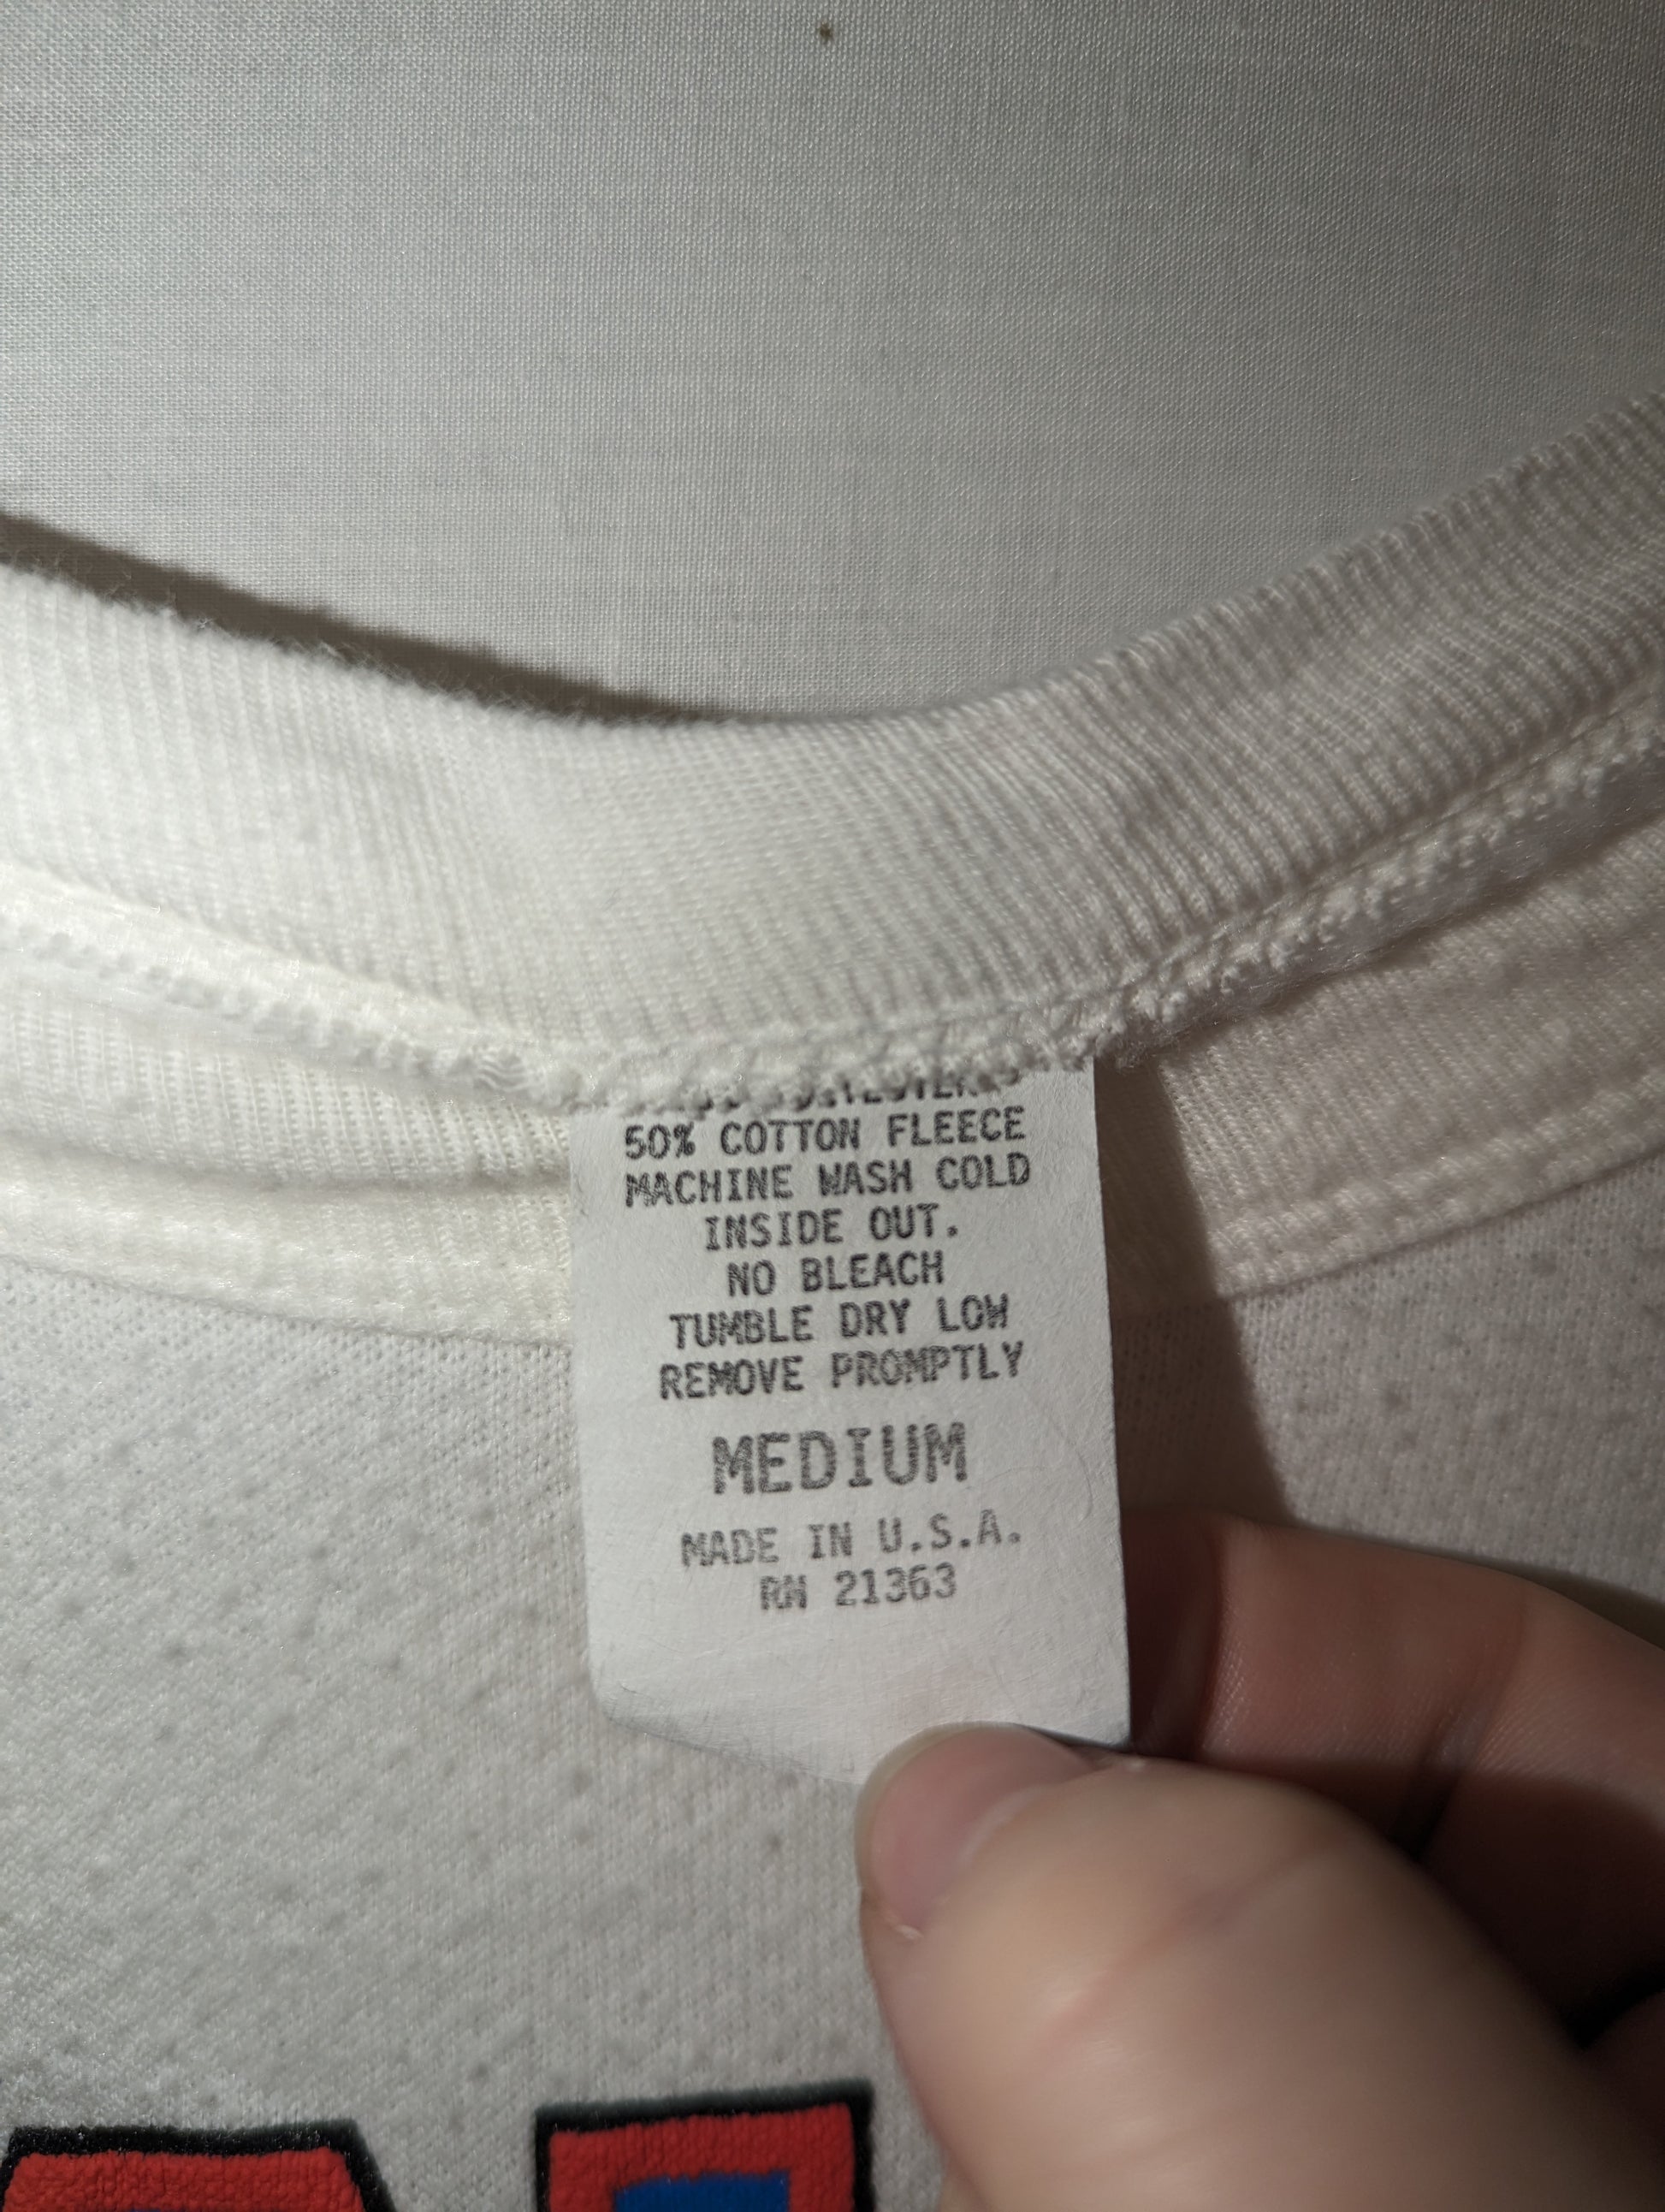 50% COTTON FLEECE
MACHINE WASH COLD
INSIDE OUT.
NO BLEACH
TUMBLE DRY LOW
REMOVE PROMPTLY
MEDIUM
MADE IN U.S.A.
RN 21363